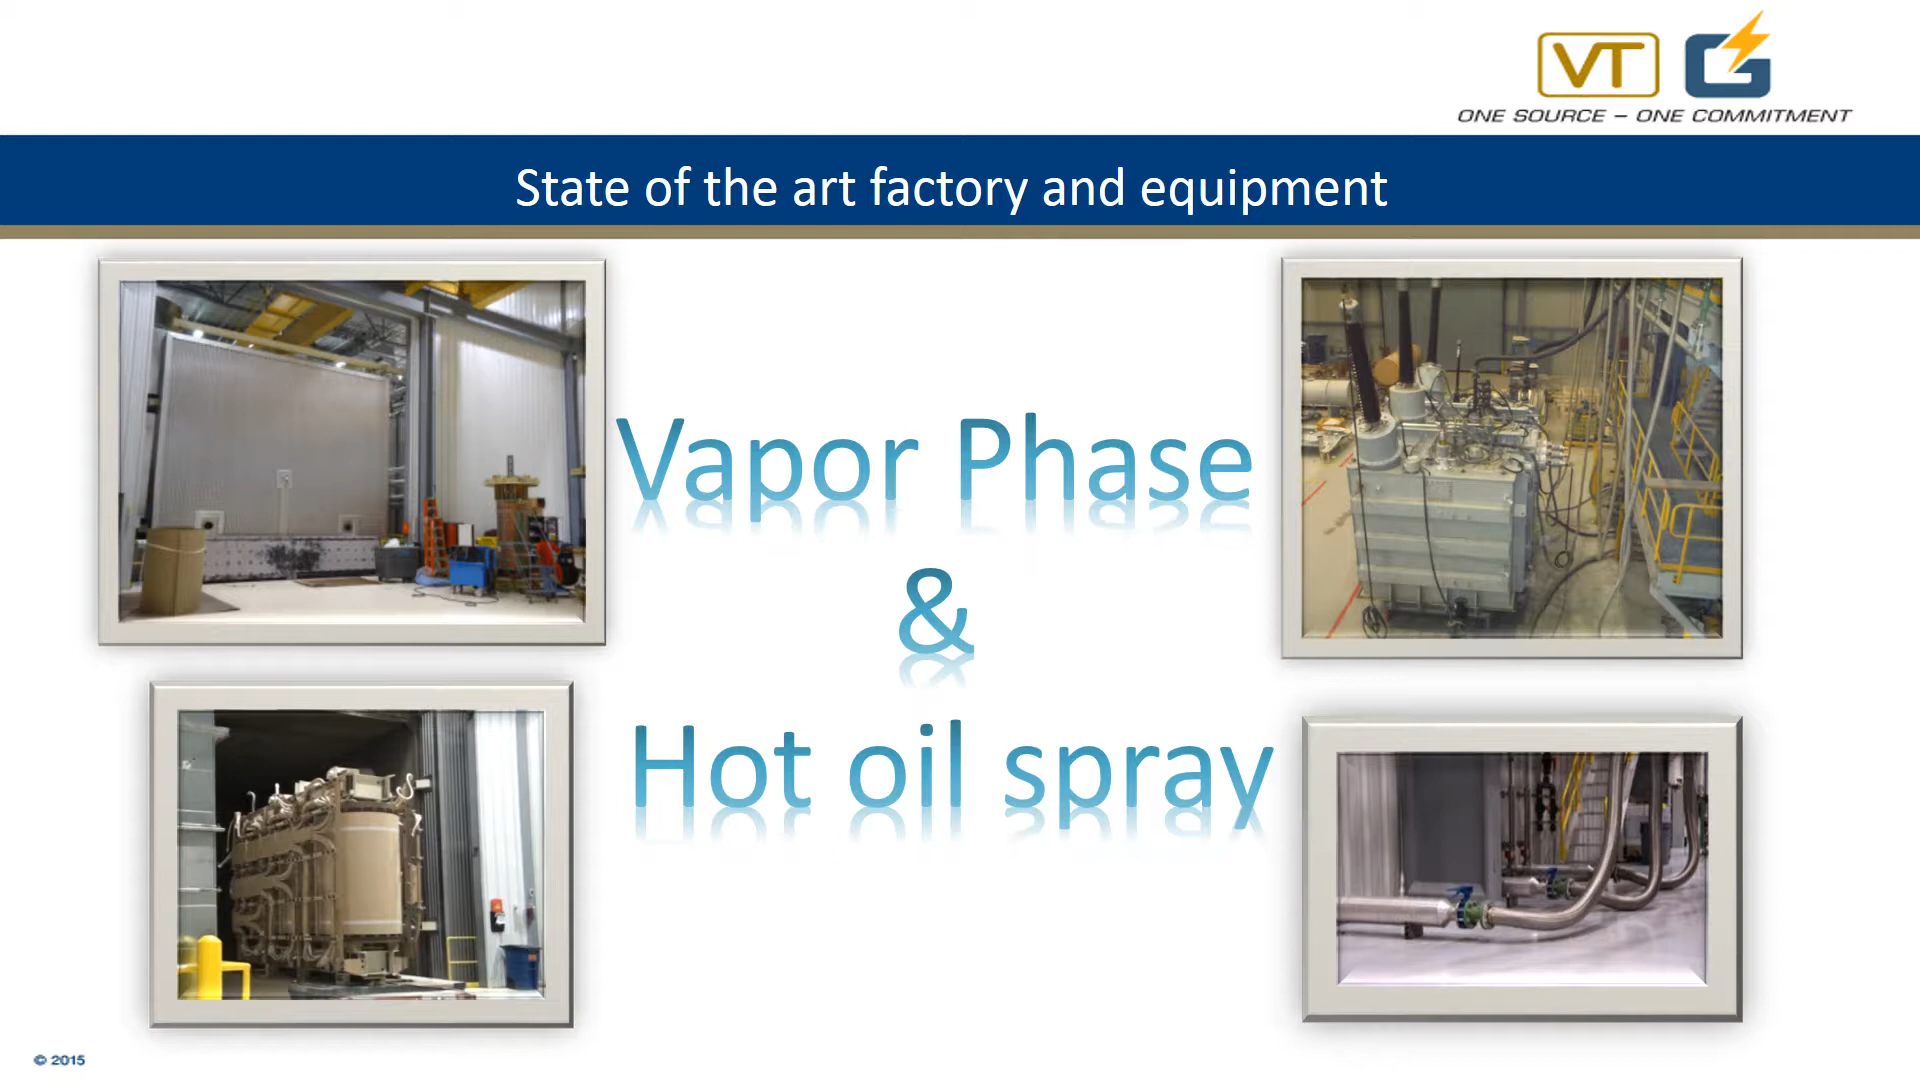 VT G
ONE SOURCE – ONE COMMITMENT
State of the art factory and equipment
Vapor Phase
&
Hot oil spray
© 2015